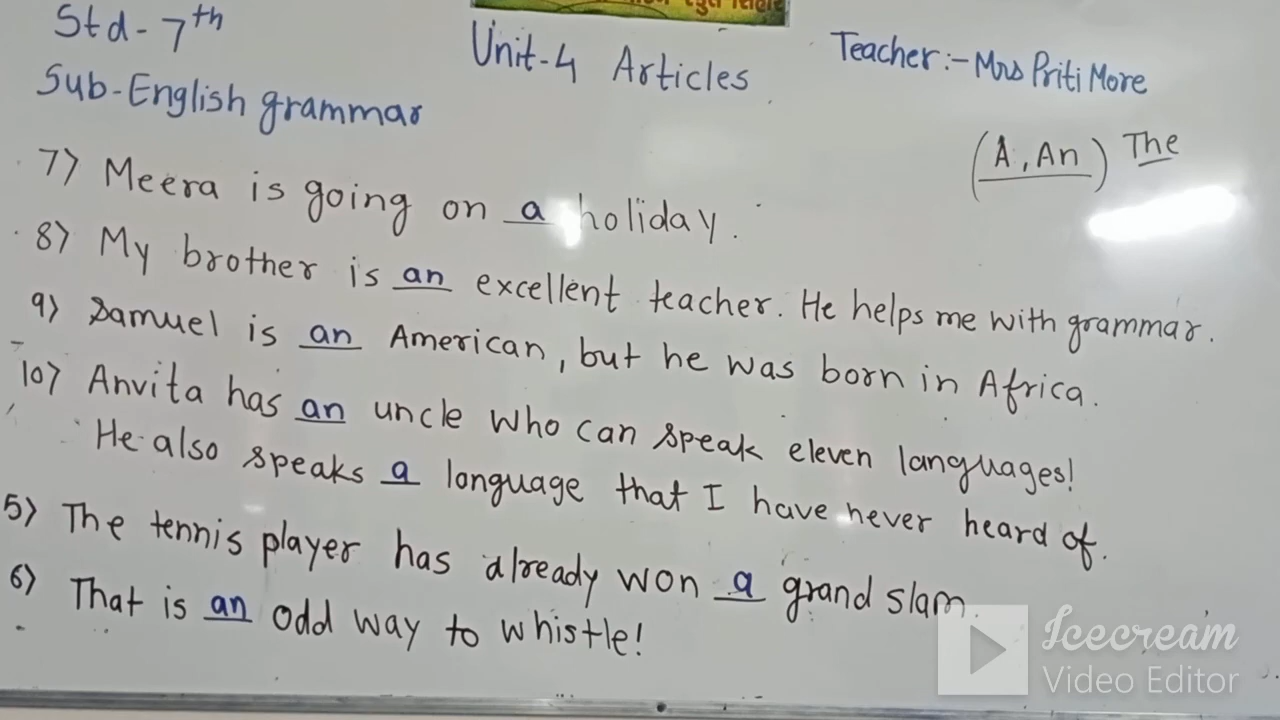 Std- 7th
Unit-4 Articles
Teacher:- Mrs Priti More
Sub-English grammar
(A, An) The
7) Meera is going on a holiday.
8) My brother is an excellent teacher. He helps me with grammar.
9) Samuel is an American, but he was born in Africa.
10) Anvita has an uncle who can speak eleven languages!
He also speaks a language that I have never heard of.
5) The tennis player has already won a grand slam.
6) That is an odd way to whistle!
Icecream
Video Editor